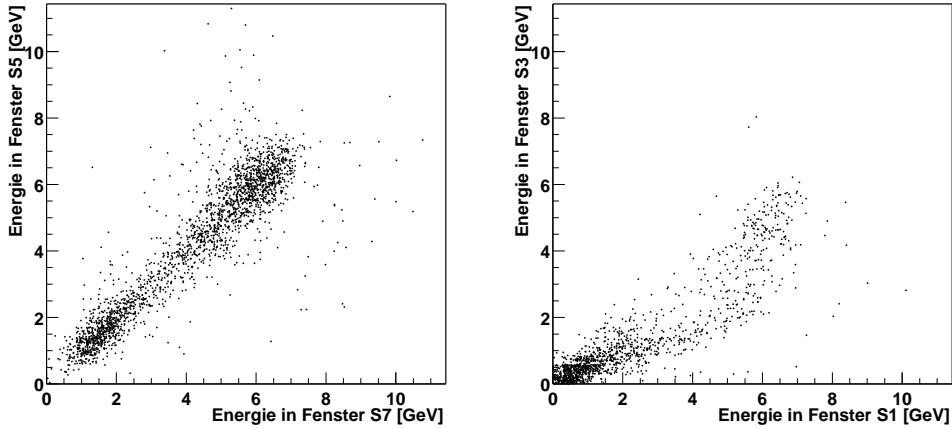 Energie in Fenster S5 [GeV]
10
8
6
4
2
0
0 2 4 6 8 10
Energie in Fenster S7 [GeV]
Energie in Fenster S3 [GeV]
10
8
6
4
2
0
0 2 4 6 8 10
Energie in Fenster S1 [GeV]